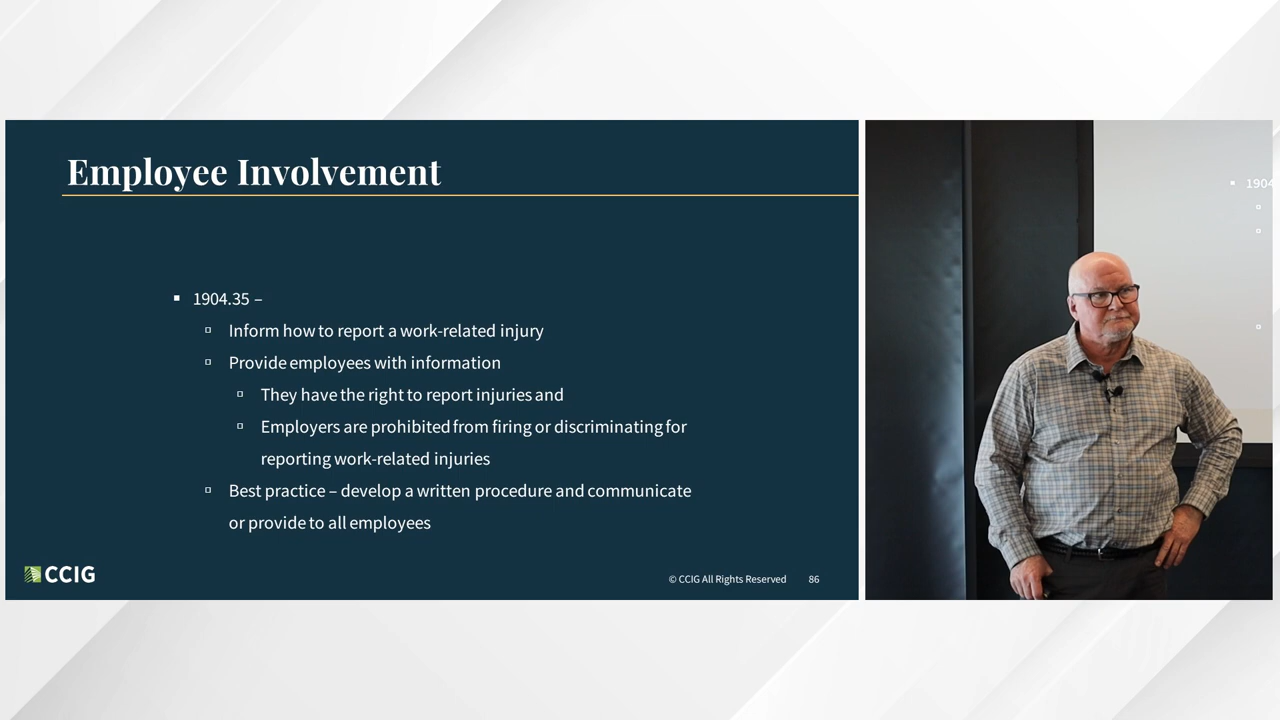 Employee Involvement
▪ 1904.35 –
▫ Inform how to report a work-related injury
▫ Provide employees with information
▫ They have the right to report injuries and
▫ Employers are prohibited from firing or discriminating for
reporting work-related injuries
▫ Best practice – develop a written procedure and communicate
or provide to all employees
CCIG
© CCIG All Rights Reserved 86
▪ 1904